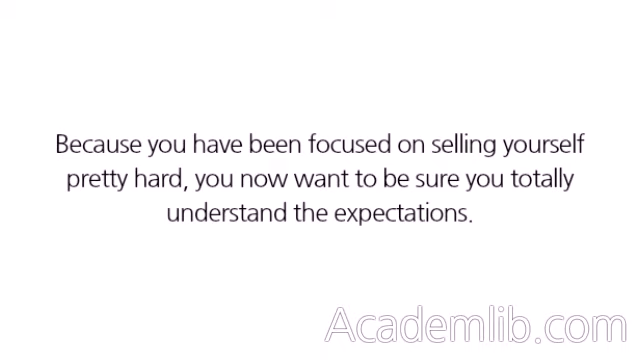 Because you have been focused on selling yourself
pretty hard, you now want to be sure you totally
understand the expectations.
Academlib.com